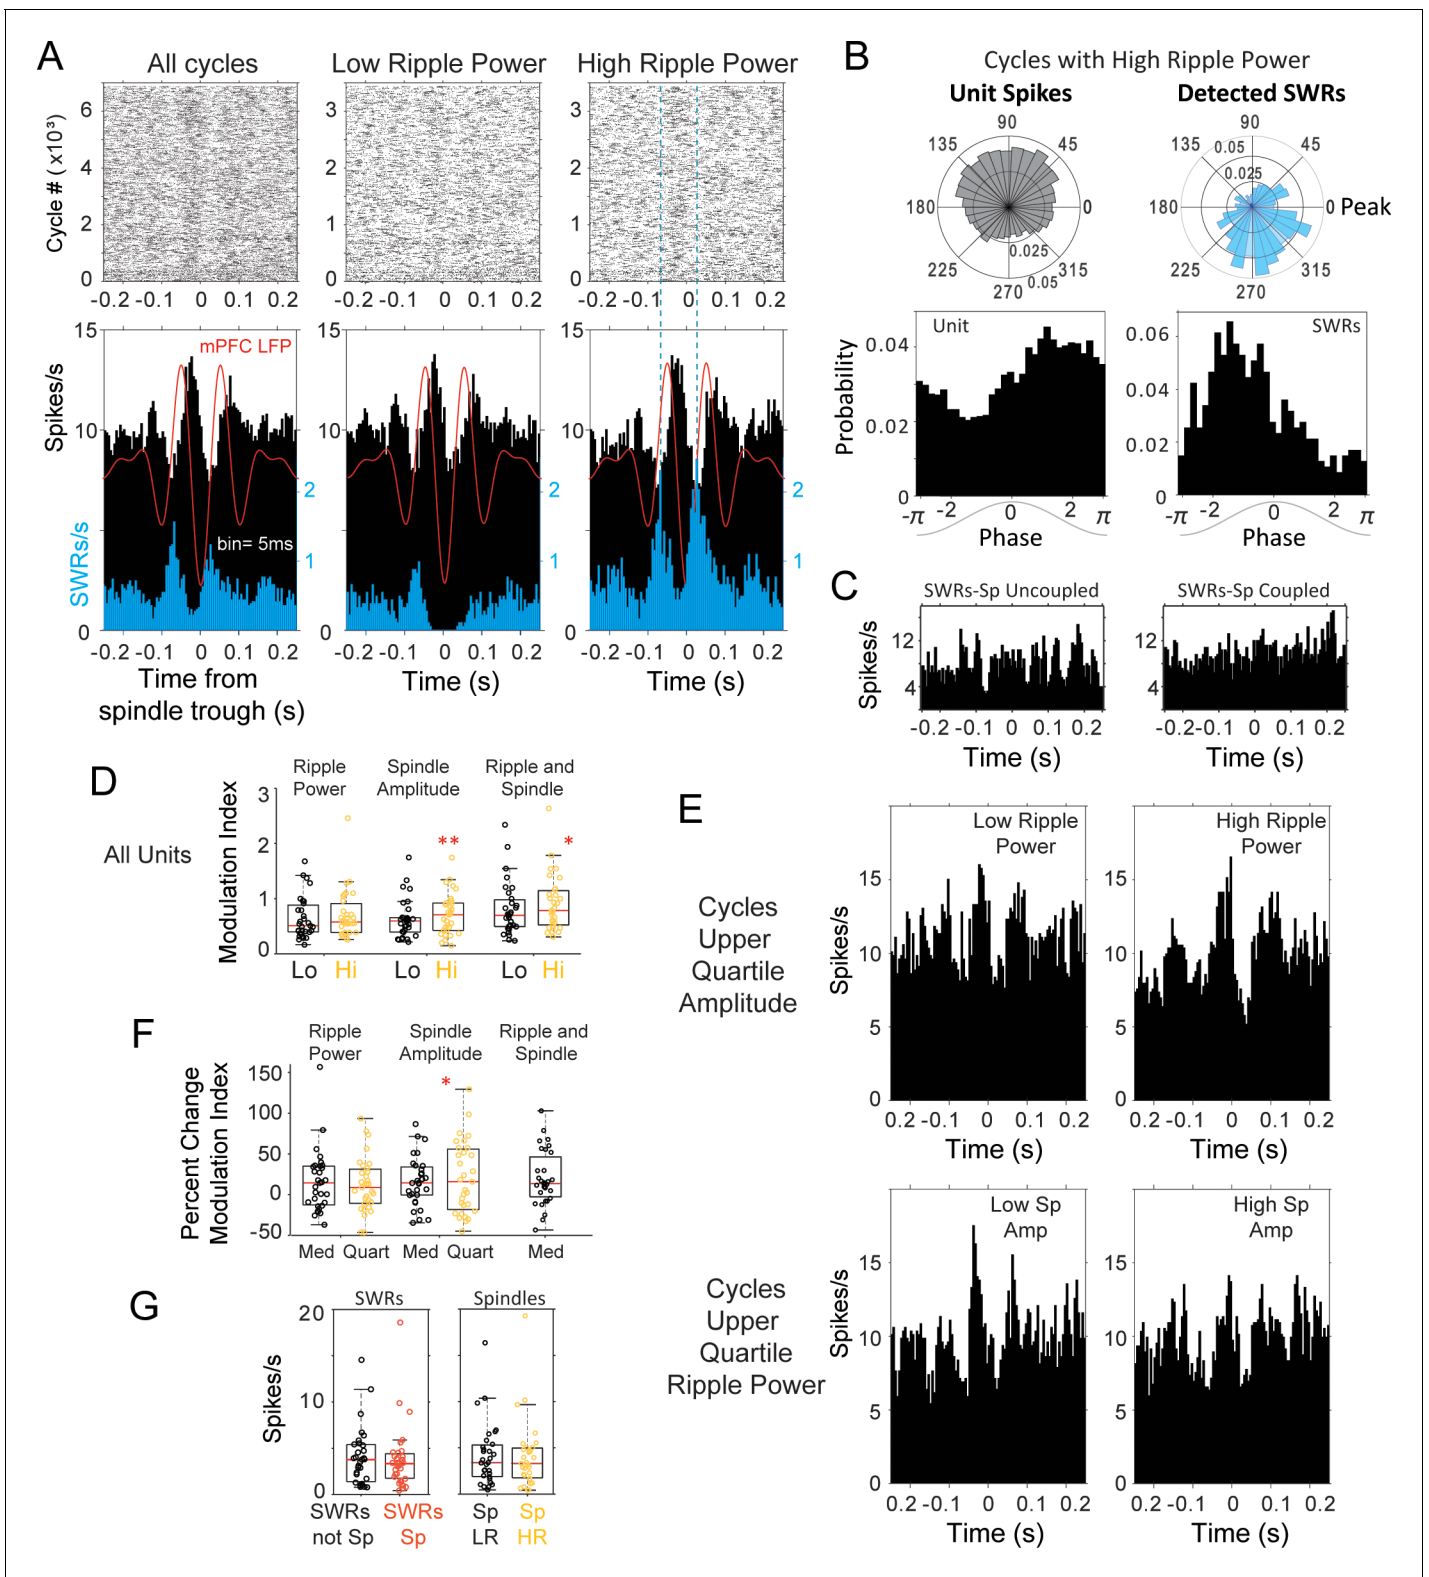 A
All cycles
Low Ripple Power
High Ripple Power
Cycle # ( x10³)
6
4
2
0
3
2
1
0
3
2
1
0
-0.2 -0.1 0 0.1 0.2
-0.2 -0.1 0 0.1 0.2
-0.2 -0.1 0 0.1 0.2
Spikes/s
SWRs/s
15
10
0
mPFC LFP
bin= 5ms
2
1
15
10
0
2
1
15
10
0
2
1
-0.2 -0.1 0 0.1 0.2
-0.2 -0.1 0 0.1 0.2
-0.2 -0.1 0 0.1 0.2
Time from
spindle trough (s)
Time (s)
Time (s)
B
Cycles with High Ripple Power
Unit Spikes
Detected SWRs
90
135
45
180
0
225
315
270
0.025
0.05
90
135
45
0.05
0.025
180
0 Peak
225
315
270
Probability
Unit
0.04
0.02
0
-π -2 0 2 π
Phase
SWRs
0.06
0.04
0.02
0
-π -2 0 2 π
Phase
C
SWRs-Sp Uncoupled
SWRs-Sp Coupled
Spikes/s
12
4
12
4
-0.2 -0.1 0 0.1 0.2
-0.2 -0.1 0 0.1 0.2
Time (s)
Time (s)
D
All Units
Modulation Index
Ripple
Power
Spindle
Amplitude
Ripple and
Spindle
3
2
1
0
**
*
Lo Hi Lo Hi Lo Hi
E
Cycles
Upper
Quartile
Amplitude
Spikes/s
Low Ripple
Power
15
10
5
0
0.2 -0.1 0 0.1 0.2
Time (s)
High Ripple
Power
15
10
5
0
0.2 -0.1 0 0.1 0.2
Time (s)
Cycles
Upper
Quartile
Ripple Power
Spikes/s
Low Sp
Amp
15
10
5
0
0.2 -0.1 0 0.1 0.2
Time (s)
High Sp
Amp
15
10
5
0
0.2 -0.1 0 0.1 0.2
Time (s)
F
Percent Change
Modulation Index
Ripple
Power
Spindle
Amplitude
Ripple and
Spindle
150
100
50
0
-50
*
Med Quart Med Quart Med
G
SWRs
Spindles
Spikes/s
20
10
0
SWRs
not Sp
SWRs
Sp
Sp
LR
Sp
HR